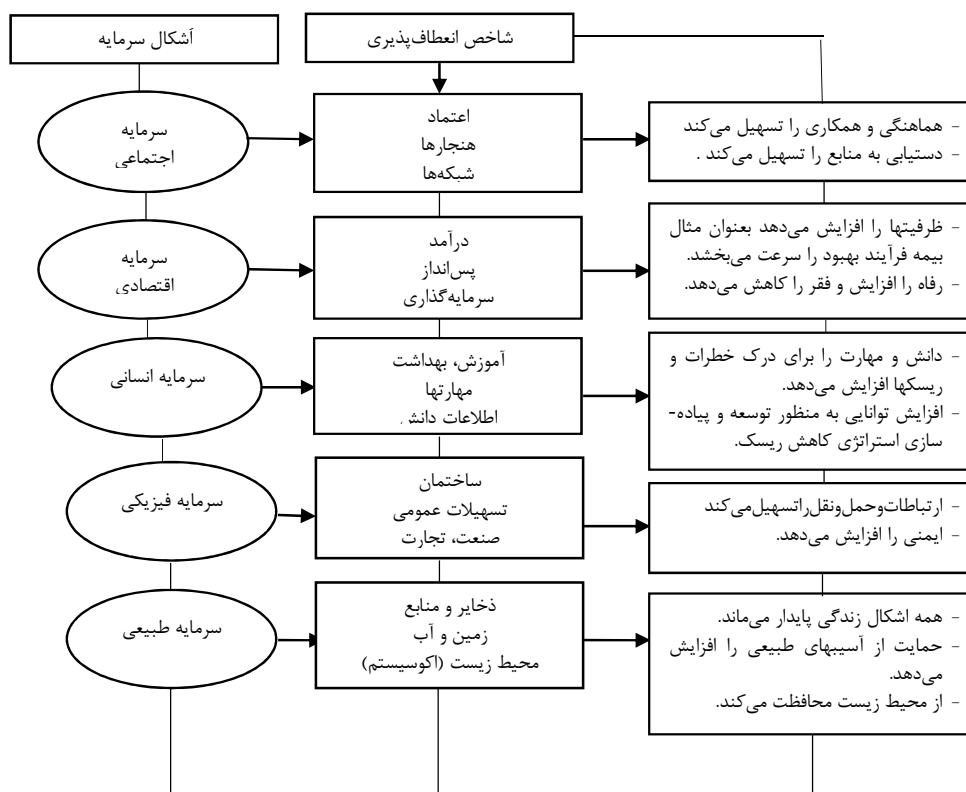 أشکال سرمایه
شاخص انعطاف‌پذیری
سرمایه
اجتماعی
اعتماد
هنجارها
شبکه‌ها
- هماهنگی و همکاری را تسهیل می‌کند
- دستیابی به منابع را تسهیل می‌کند .
سرمایه
اقتصادی
درآمد
پس‌انداز
سرمایه‌گذاری
- ظرفیتها را افزایش می‌دهد بعنوان مثال
بیمه فرآیند بهبود را سرعت می‌بخشد.
- رفاه را افزایش و فقر را کاهش می‌دهد.
سرمایه انسانی
آموزش، بهداشت
مهارتها
اطلاعات دانش
- دانش و مهارت را برای درک خطرات و
ریسکها افزایش می‌دهد.
- افزایش توانایی به منظور توسعه و پیاده-
سازی استراتژی کاهش ریسک.
سرمایه فیزیکی
ساختمان
تسهیلات عمومی
صنعت، تجارت
- ارتباطات‌وحمل‌ونقل‌راتسهیل‌می‌کند
- ایمنی را افزایش می‌دهد.
سرمایه طبیعی
ذخایر و منابع
زمین و آب
محیط زیست (اکوسیستم)
- همه اشکال زندگی پایدار می‌ماند.
- حمایت از آسیبهای طبیعی را افزایش
می‌دهد.
- از محیط زیست محافظت می‌کند.